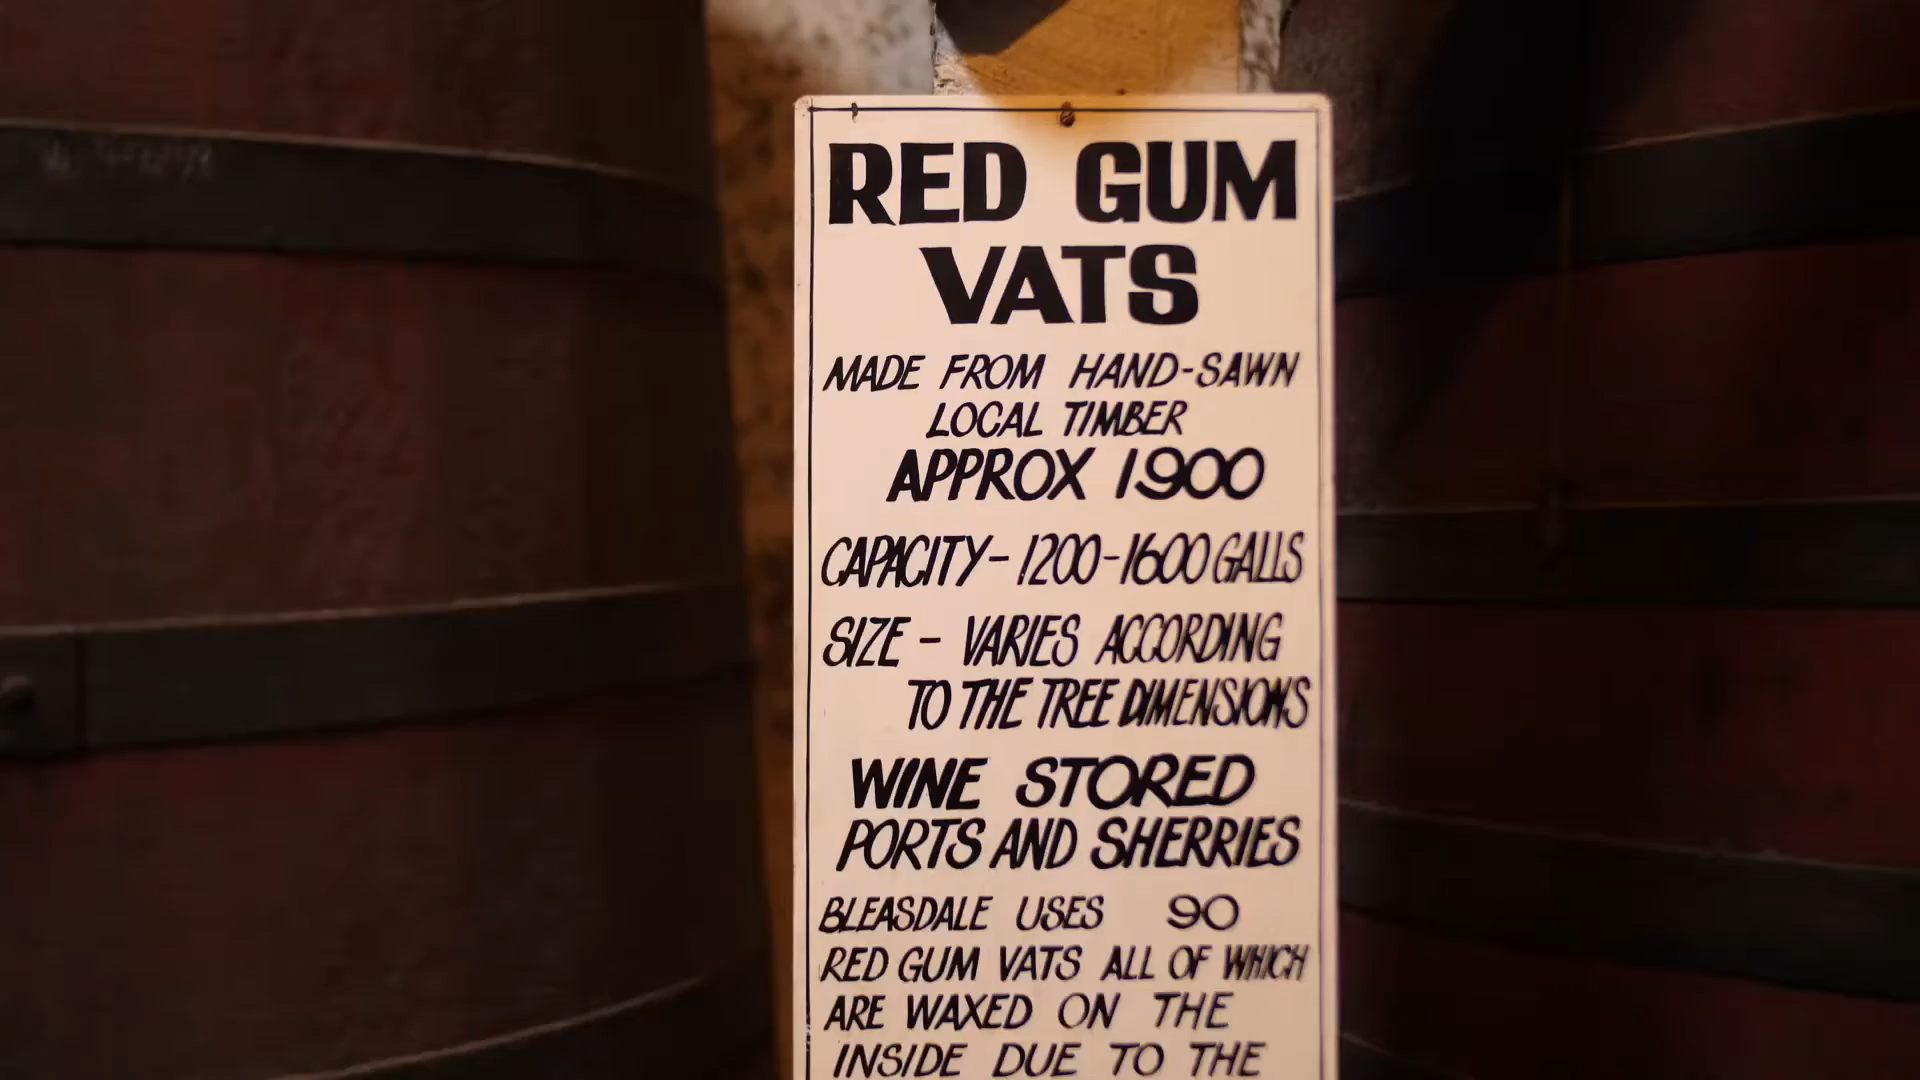 RED GUM
VATS
MADE FROM HAND-SAWN
LOCAL TIMBER
APPROX 1900
CAPACITY- 1200-1600 GALLS
SIZE - VARIES ACCORDING
TO THE TREE DIMENSIONS
WINE STORED
PORTS AND SHERRIES
BLEASDALE USES 90
RED GUM VATS ALL OF WHICH
ARE WAXED ON THE
INSIDE DUE TO THE